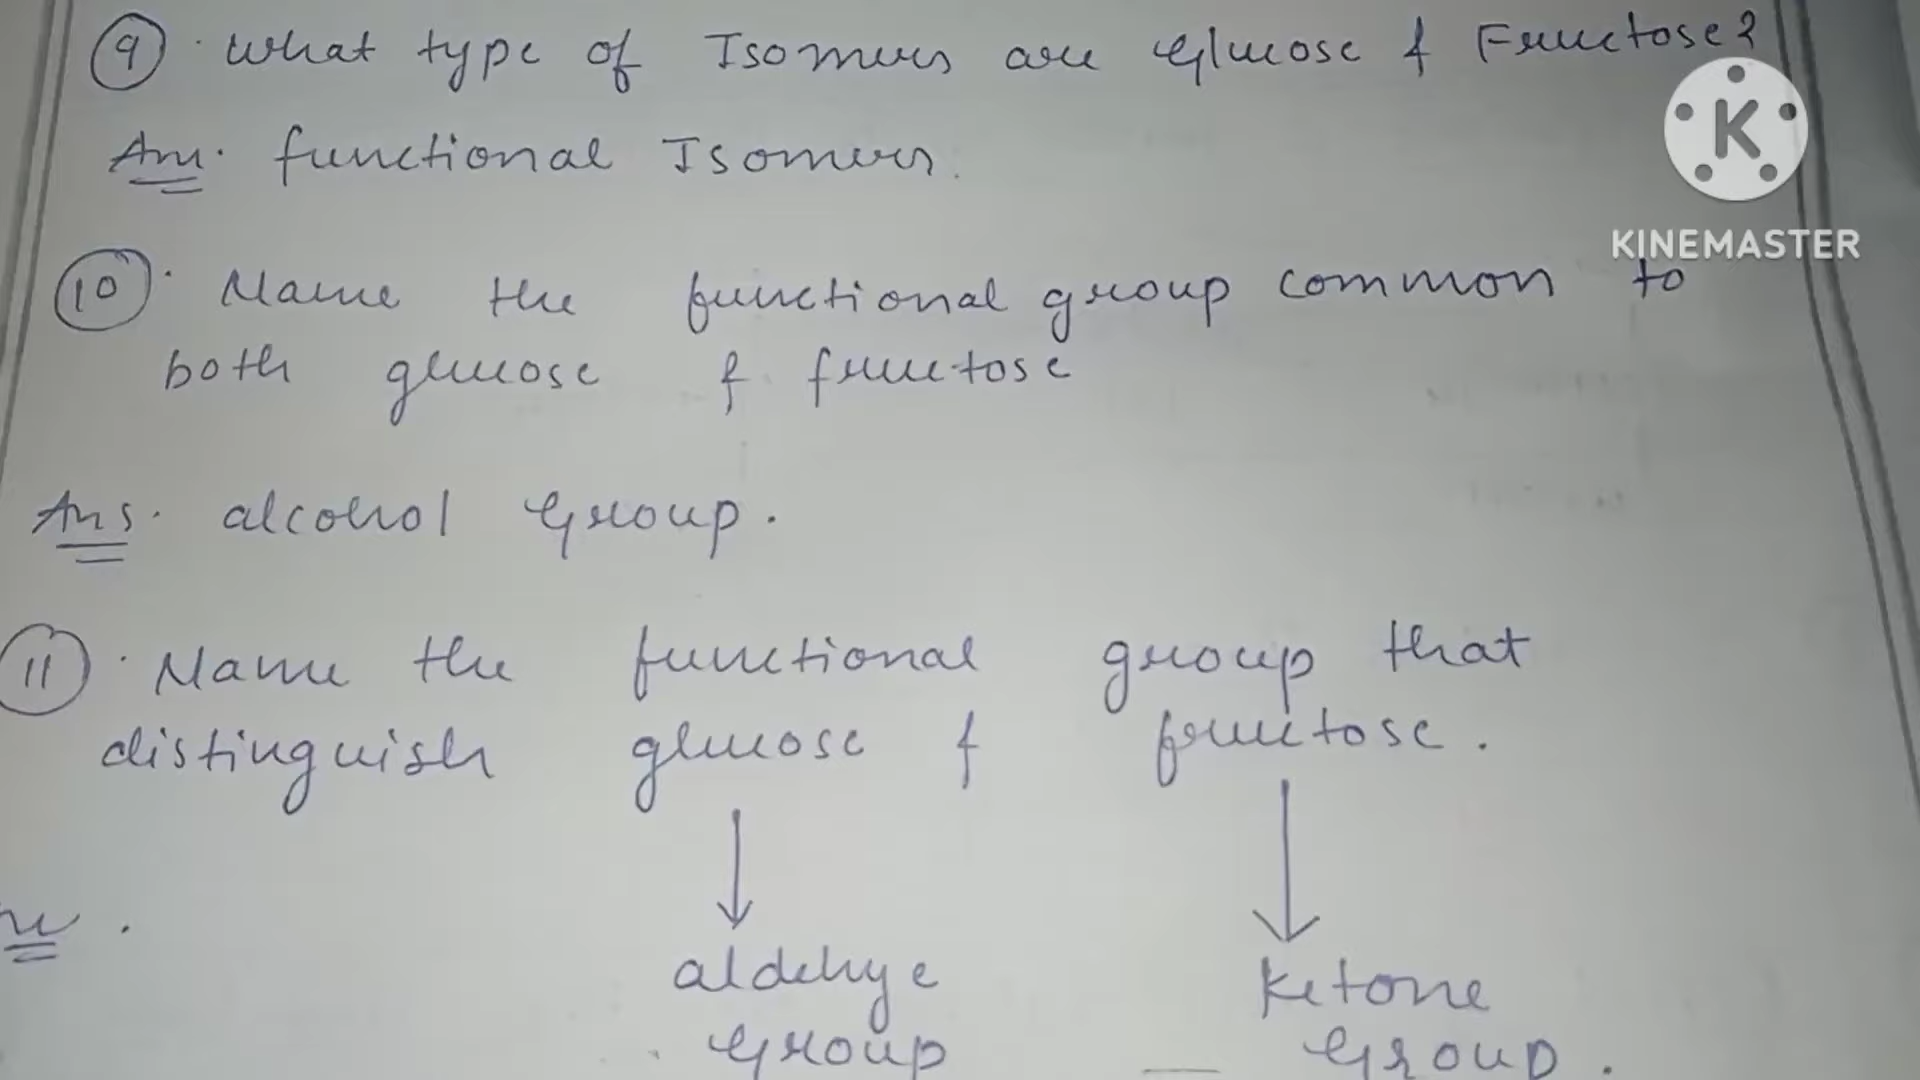 9. What type of Isomers are Glucose & Fructose?
Ans. functional Isomers.
KINEMASTER
10. Name the functional group common to
both glucose & fructose
Ans. alcohol Group.
11. Name the functional group that
distinguish glucose & fructose.
aldehye Ketone
Group Group.